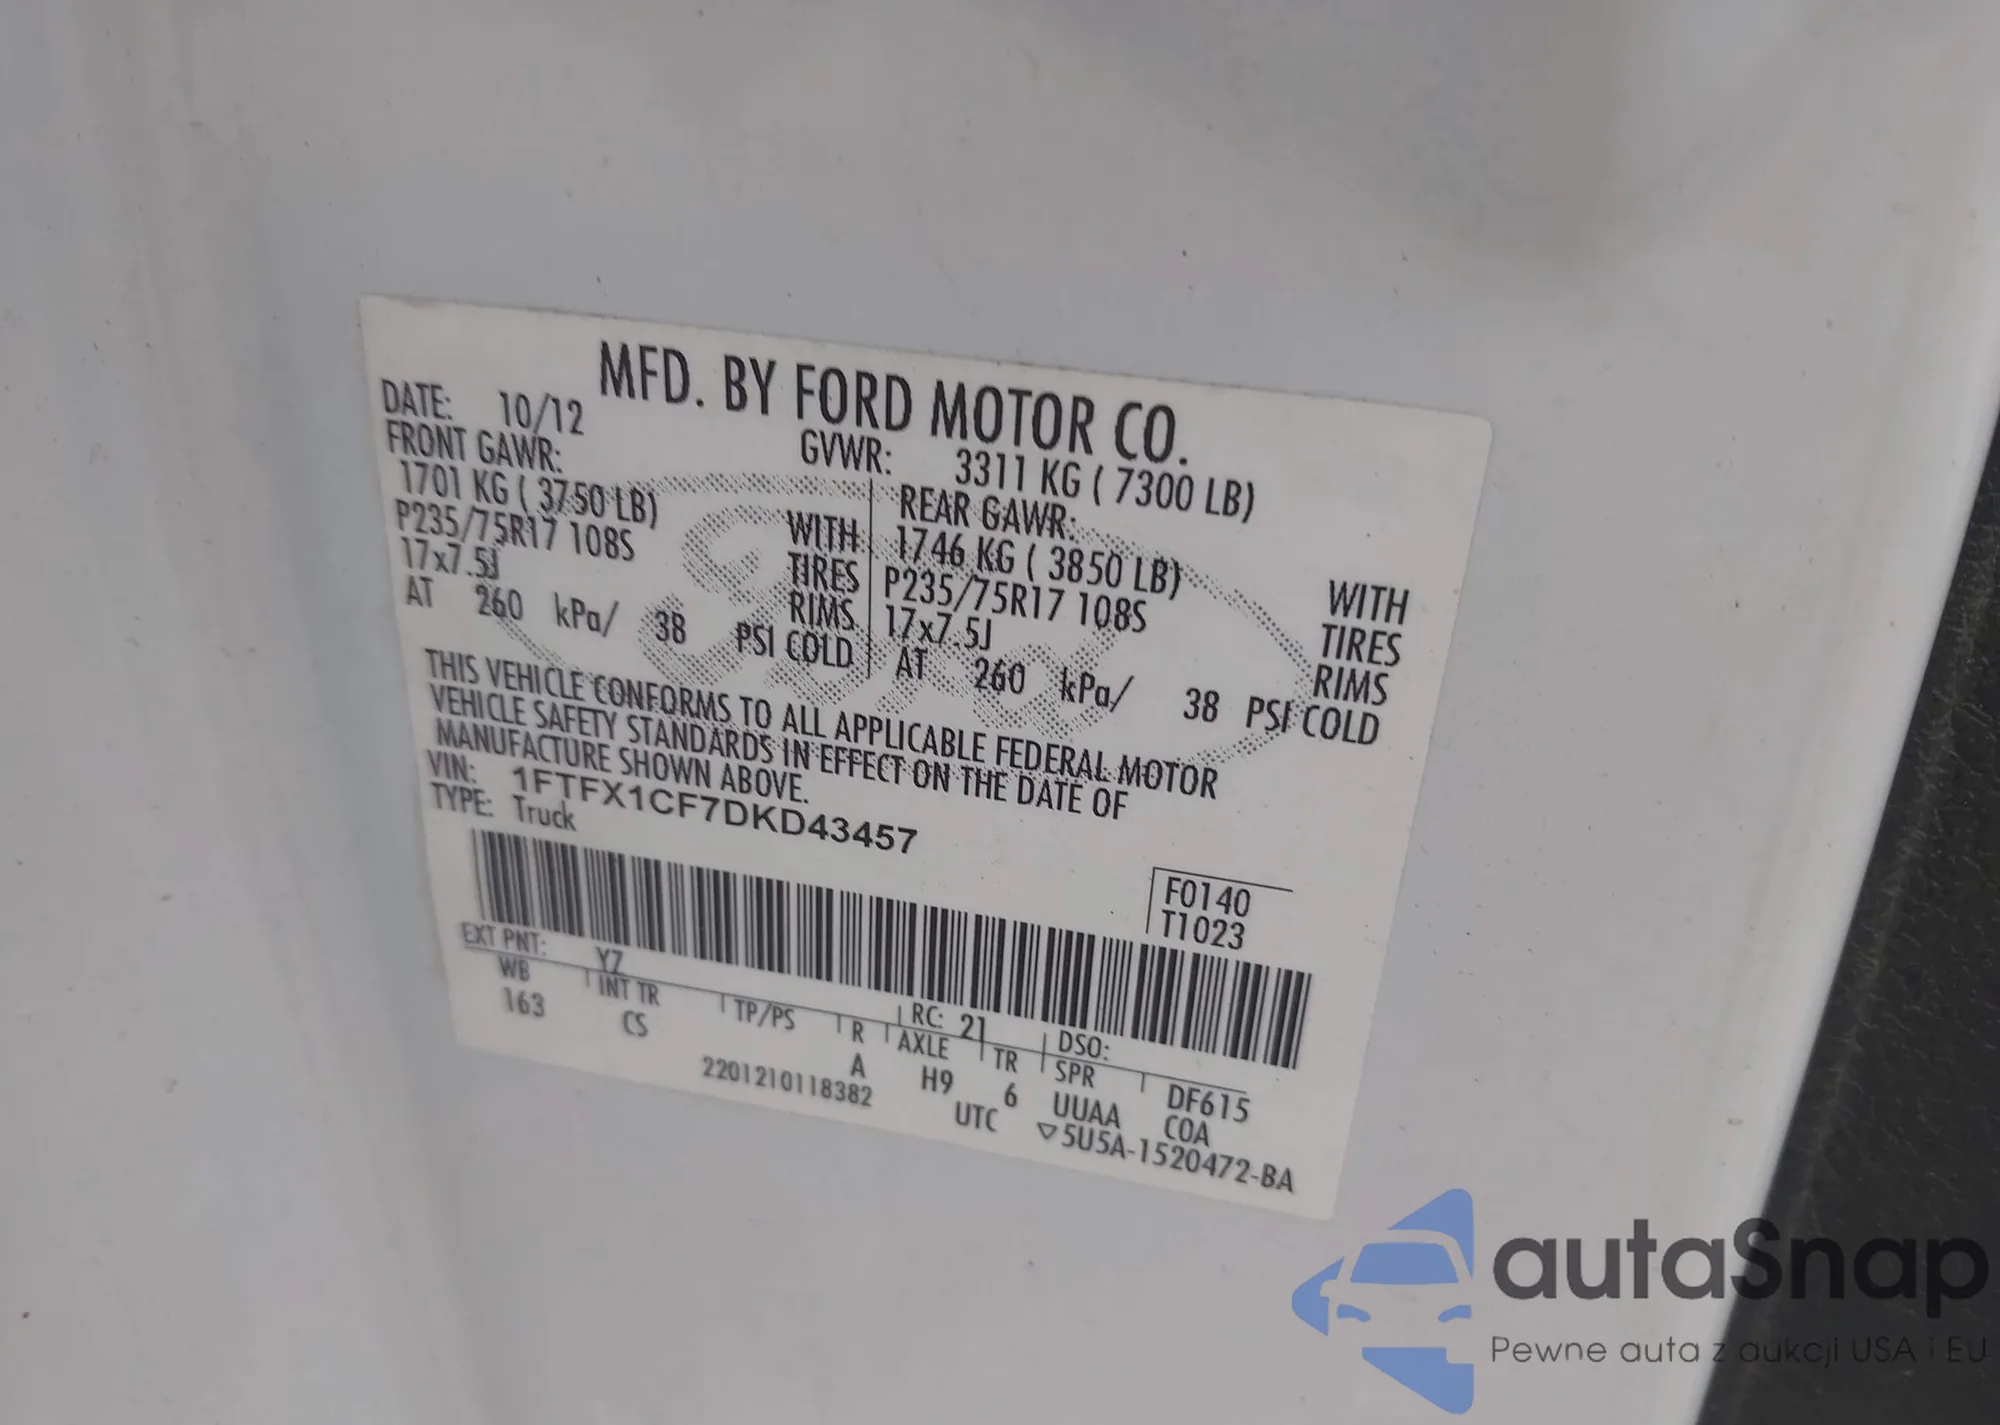 MFD. BY FORD MOTOR CO.
DATE: 10/12
GVWR: 3311 KG ( 7300 LB)
FRONT GAWR:
1701 KG ( 3750 LB) WITH
P235/75R17 108S TIRES
17x7.5J RIMS
AT 260 kPa/ 38 PSI COLD
REAR GAWR:
1746 KG ( 3850 LB) WITH
P235/75R17 108S TIRES
17x7.5J RIMS
AT 260 kPa/ 38 PSI COLD
THIS VEHICLE CONFORMS TO ALL APPLICABLE FEDERAL MOTOR
VEHICLE SAFETY STANDARDS IN EFFECT ON THE DATE OF
MANUFACTURE SHOWN ABOVE.
VIN: 1FTFX1CF7DKD43457
TYPE: Truck
F0140
T1023
EXT PNT: YZ RC: 21 DSO: DF615
WB INT TR TP/PS R AXLE TR SPR
163 CS A H9 6 UUAA COA
2201210118382 UTC ▽5U5A-1520472-BA
Ford
autaSnap
Pewne auta z aukcji USA i EU